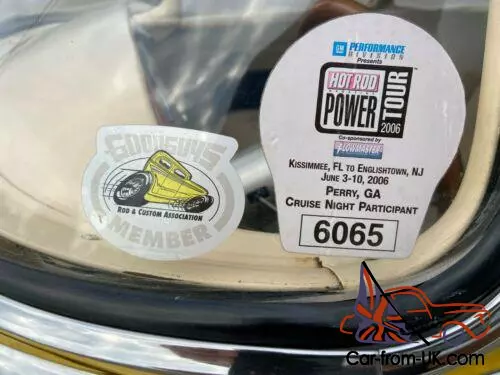 GOODGUYS
ROD & CUSTOM ASSOCIATION
MEMBER
GM
PERFORMANCE
DIVISION
Presents
HOT ROD
POWER
TOUR
2006
Co-sponsored by
FLOWMASTER
KISSIMMEE, FL TO ENGLISHTOWN, NJ
JUNE 3-10, 2006
PERRY, GA
CRUISE NIGHT PARTICIPANT
6065
Car-from-UK.com